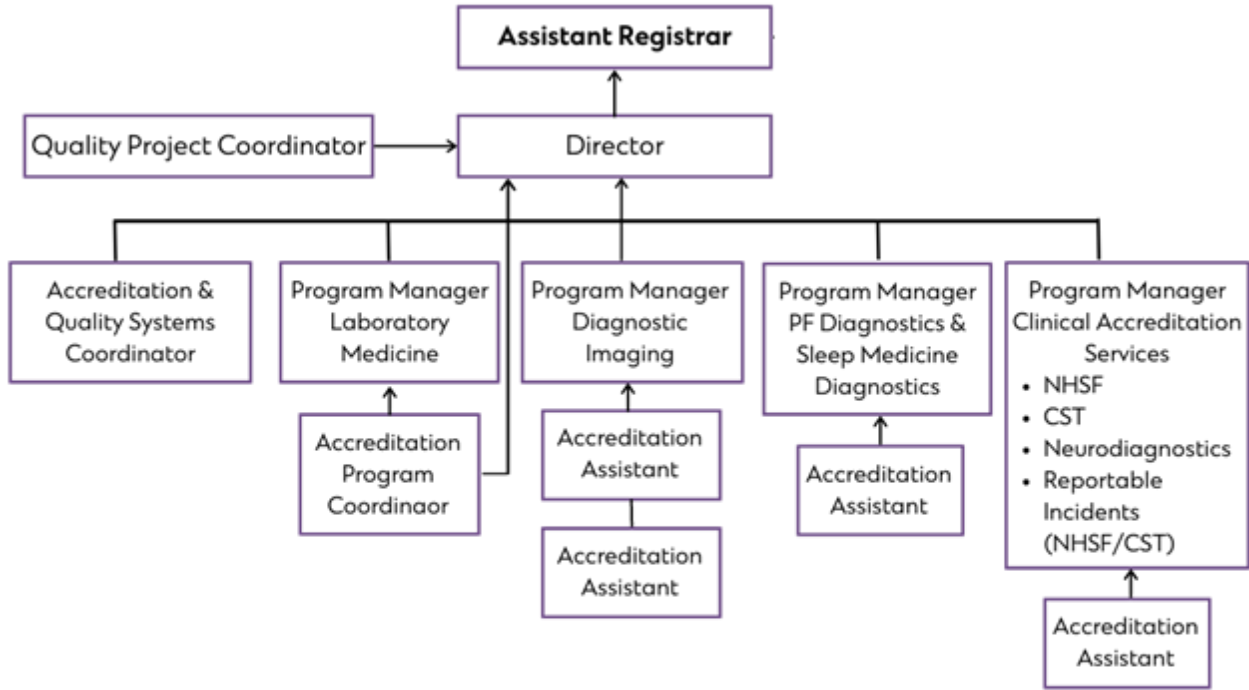 Assistant Registrar
Quality Project Coordinator
Director
Accreditation &
Quality Systems
Coordinator
Program Manager
Laboratory
Medicine
Program Manager
Diagnostic
Imaging
Program Manager
PF Diagnostics &
Sleep Medicine
Diagnostics
Program Manager
Clinical Accreditation
Services
• NHSF
• CST
• Neurodiagnostics
• Reportable
Incidents
(NHSF/CST)
Accreditation
Program
Coordinaor
Accreditation
Assistant
Accreditation
Assistant
Accreditation
Assistant
Accreditation
Assistant